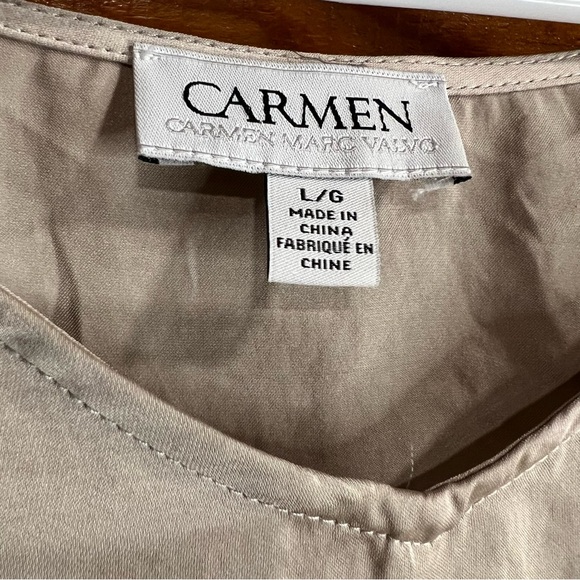 CARMEN
CARMEN MARC VALVO
L/G
MADE IN
CHINA
FABRIQUÉ EN
CHINE